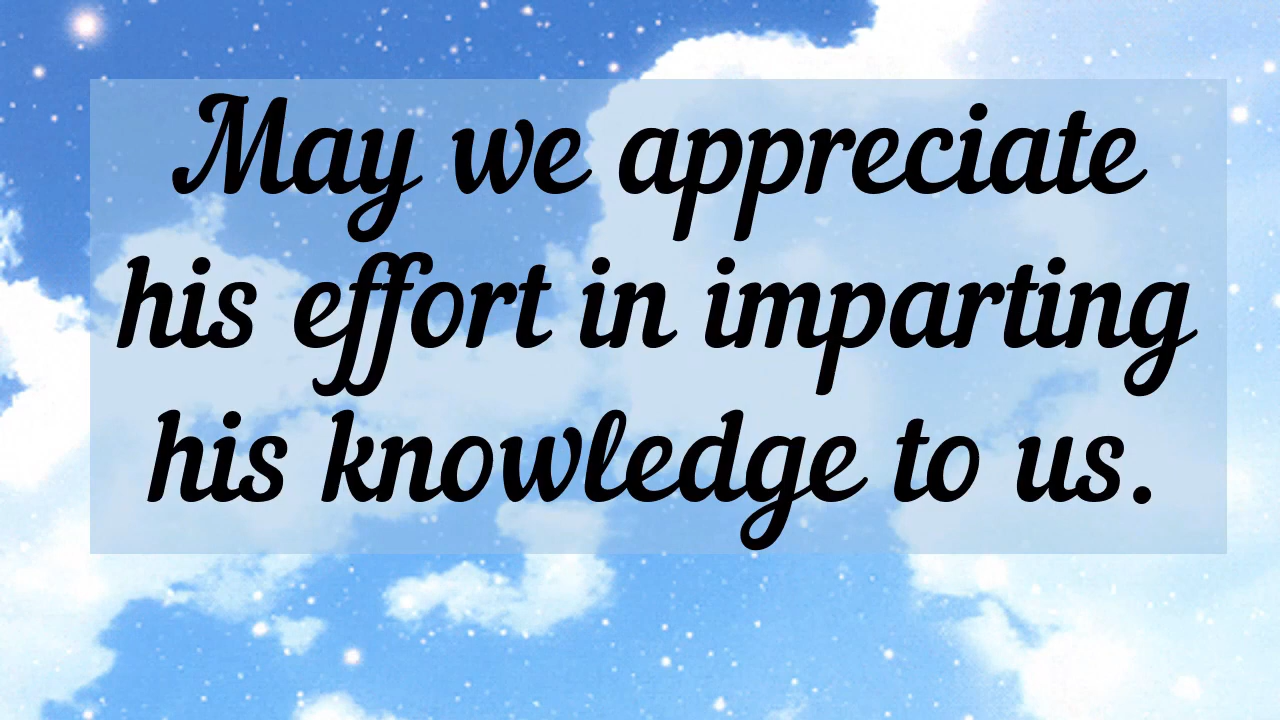 May we appreciate
his effort in imparting
his knowledge to us.